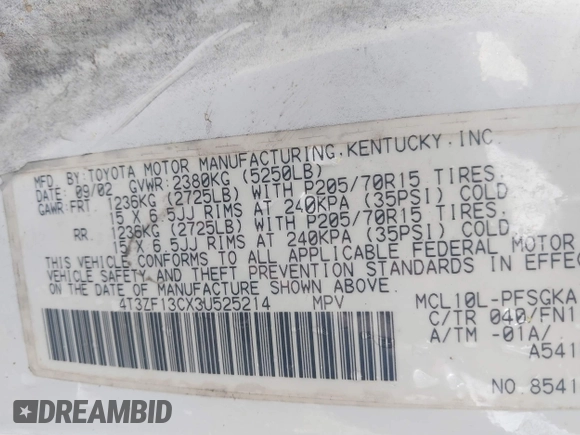 MFD. BY:TOYOTA MOTOR MANUFACTURING,KENTUCKY,INC.
DATE: 09/02 GVWR:2380KG (5250LB)
GAWR:FRT. 1236KG (2725LB) WITH P205/70R15 TIRES.
15 X 6.5JJ RIMS AT 240KPA (35PSI) COLD
RR. 1236KG (2725LB) WITH P205/70R15 TIRES.
15 X 6.5JJ RIMS AT 240KPA (35PSI) COLD
THIS VEHICLE CONFORMS TO ALL APPLICABLE FEDERAL MOTOR
VEHICLE SAFETY AND THEFT PREVENTION STANDARDS IN EFFE
ON THE DATE OF MANUFACTURE SHOWN ABOVE.
4T3ZF13CX3U525214 MPV
MCL10L-PFSGKA
C/TR 040/FN1
A/TM -01A/
A541
NO.8541
DREAMBID